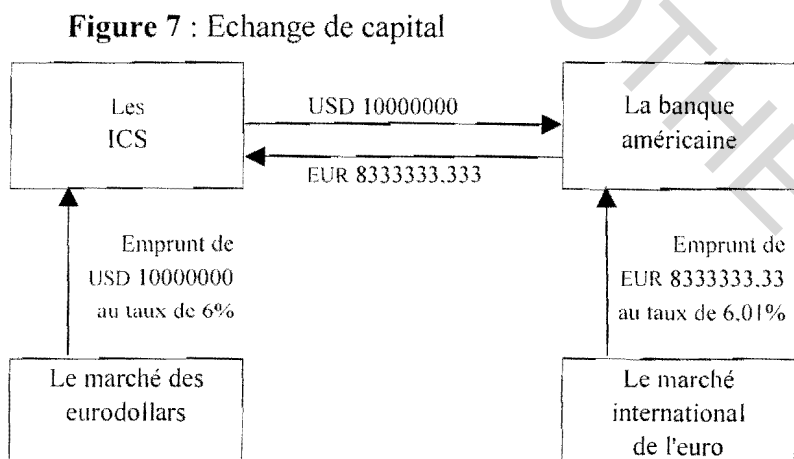 Figure 7 : Echange de capital
Les
ICS
USD 10000000
EUR 8333333.333
La banque
américaine
Emprunt de
USD 10000000
au taux de 6%
Emprunt de
EUR 8333333.33
au taux de 6.01%
Le marché des
eurodollars
Le marché
international
de l'euro